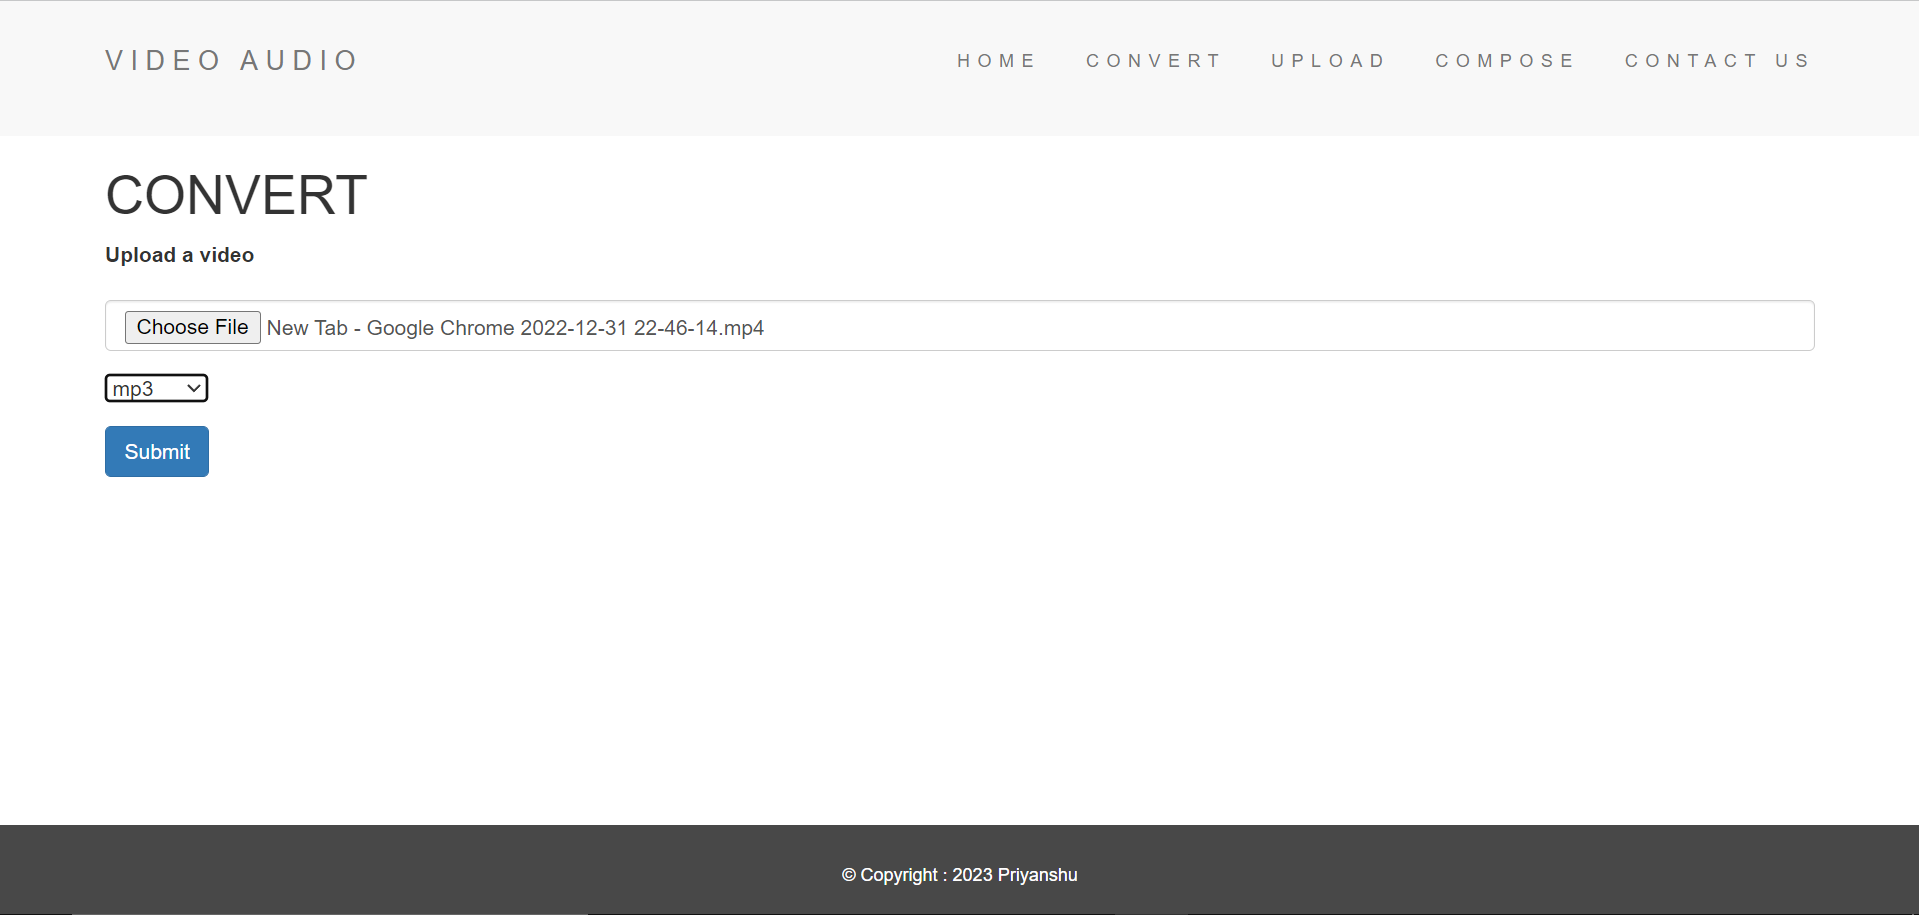 VIDEO AUDIO
HOME CONVERT UPLOAD COMPOSE CONTACT US
CONVERT
Upload a video
Choose File New Tab - Google Chrome 2022-12-31 22-46-14.mp4
mp3
Submit
© Copyright : 2023 Priyanshu